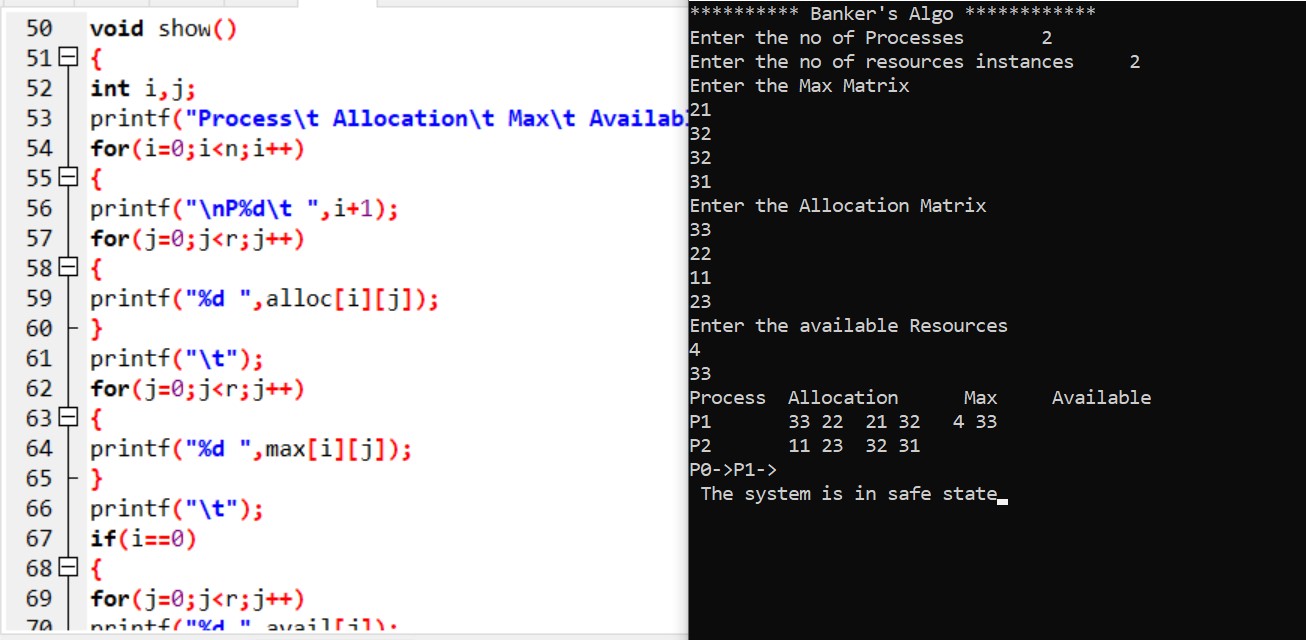 50 void show()
51 {
52 int i,j;
53 printf("Process\t Allocation\t Max\t
54 for(i=0;i<n;i++)
55 {
56 printf("\nP%d\t ",i+1);
57 for(j=0;j<r;j++)
58 {
59 printf("%d ",alloc[i][j]);
60 }
61 printf("\t");
62 for(j=0;j<r;j++)
63 {
64 printf("%d ",max[i][j]);
65 }
66 printf("\t");
67 if(i==0)
68 {
69 for(j=0;j<r;j++)
70 printf("%d ",avail[j]);
********** Banker's Algo ************
Enter the no of Processes 2
Enter the no of resources instances 2
Enter the Max Matrix
21
32
32
31
Enter the Allocation Matrix
33
22
11
23
Enter the available Resources
4
33
Process Allocation Max Available
P1 33 22 21 32 4 33
P2 11 23 32 31
P0->P1->
The system is in safe state